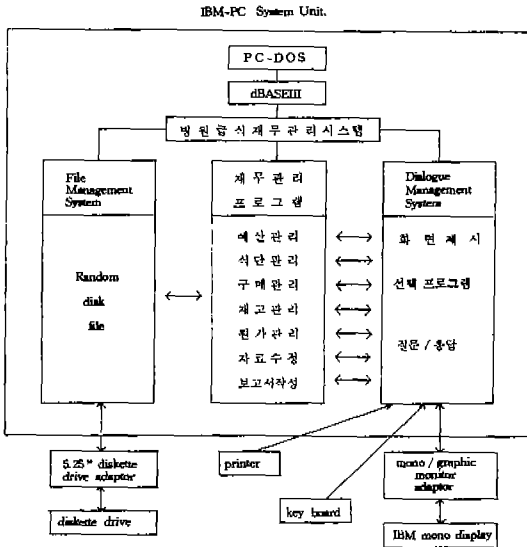 IBM-PC System Unit.
PC-DOS
dBASEIII
병원급식재무관리시스템
File
Management
System
Random
disk
file
재무관리
프로그램
예산관리
식단관리
구매관리
재고관리
원가관리
자료수정
보고서작성
Dialogue
Management
System
화면제시
선택프로그램
질문/응답
5.25" diskette
drive adaptor
diskette drive
printer
key board
mono/graphic
monitor
adaptor
IBM mono display